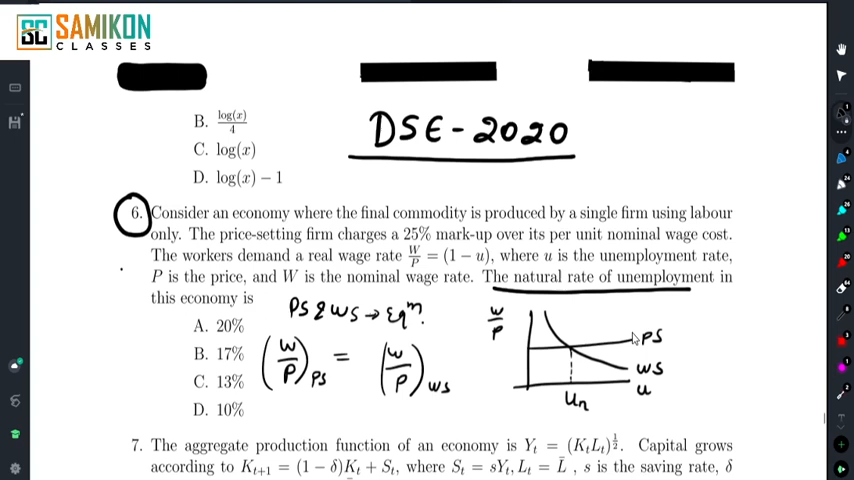 SC SAMIKON
CLASSES
B. log(x)/4
DSE-2020
C. log(x)
D. log(x) − 1
6. Consider an economy where the final commodity is produced by a single firm using labour
only. The price-setting firm charges a 25% mark-up over its per unit nominal wage cost.
The workers demand a real wage rate W/P = (1 − u), where u is the unemployment rate,
P is the price, and W is the nominal wage rate. The natural rate of unemployment in
this economy is
PS & WS → Eqm.
A. 20%
W/P
PS
B. 17%
(W/P)PS = (W/P)WS
WS
C. 13%
u
D. 10%
Un
7. The aggregate production function of an economy is Yt = (KtLt)^1/2. Capital grows
according to Kt+1 = (1 − δ)Kt + St, where St = sYt, Lt = L̄ , s is the saving rate, δ